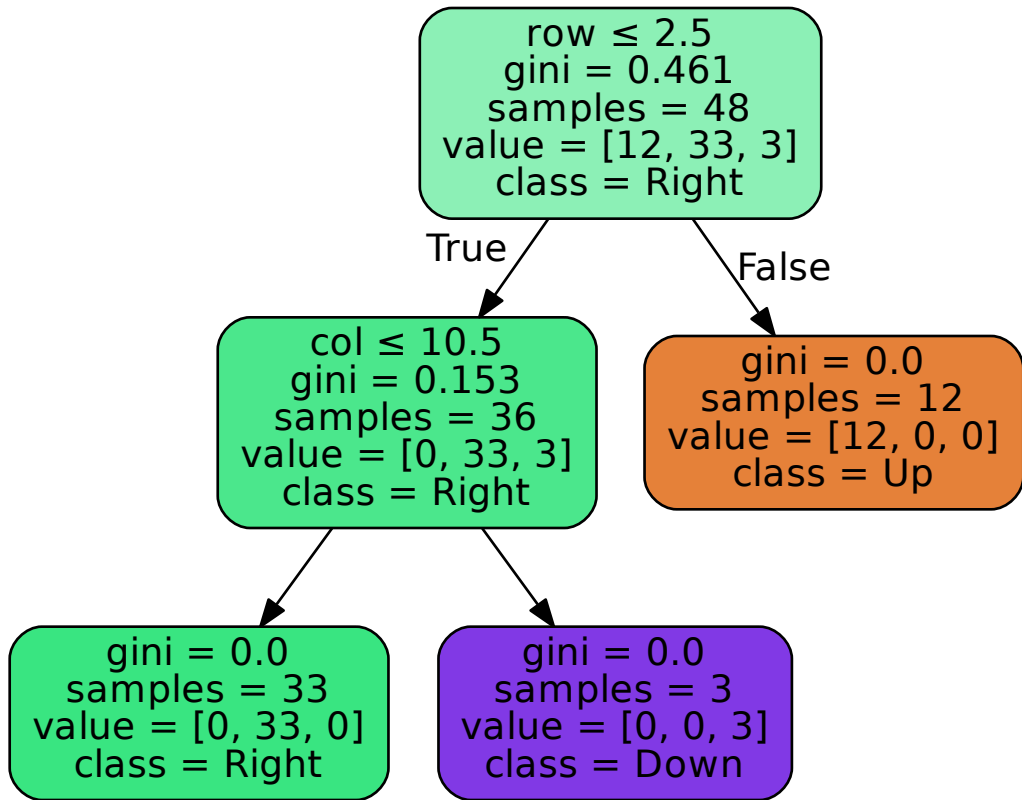 row ≤ 2.5
gini = 0.461
samples = 48
value = [12, 33, 3]
class = Right
True
False
col ≤ 10.5
gini = 0.153
samples = 36
value = [0, 33, 3]
class = Right
gini = 0.0
samples = 12
value = [12, 0, 0]
class = Up
gini = 0.0
samples = 33
value = [0, 33, 0]
class = Right
gini = 0.0
samples = 3
value = [0, 0, 3]
class = Down